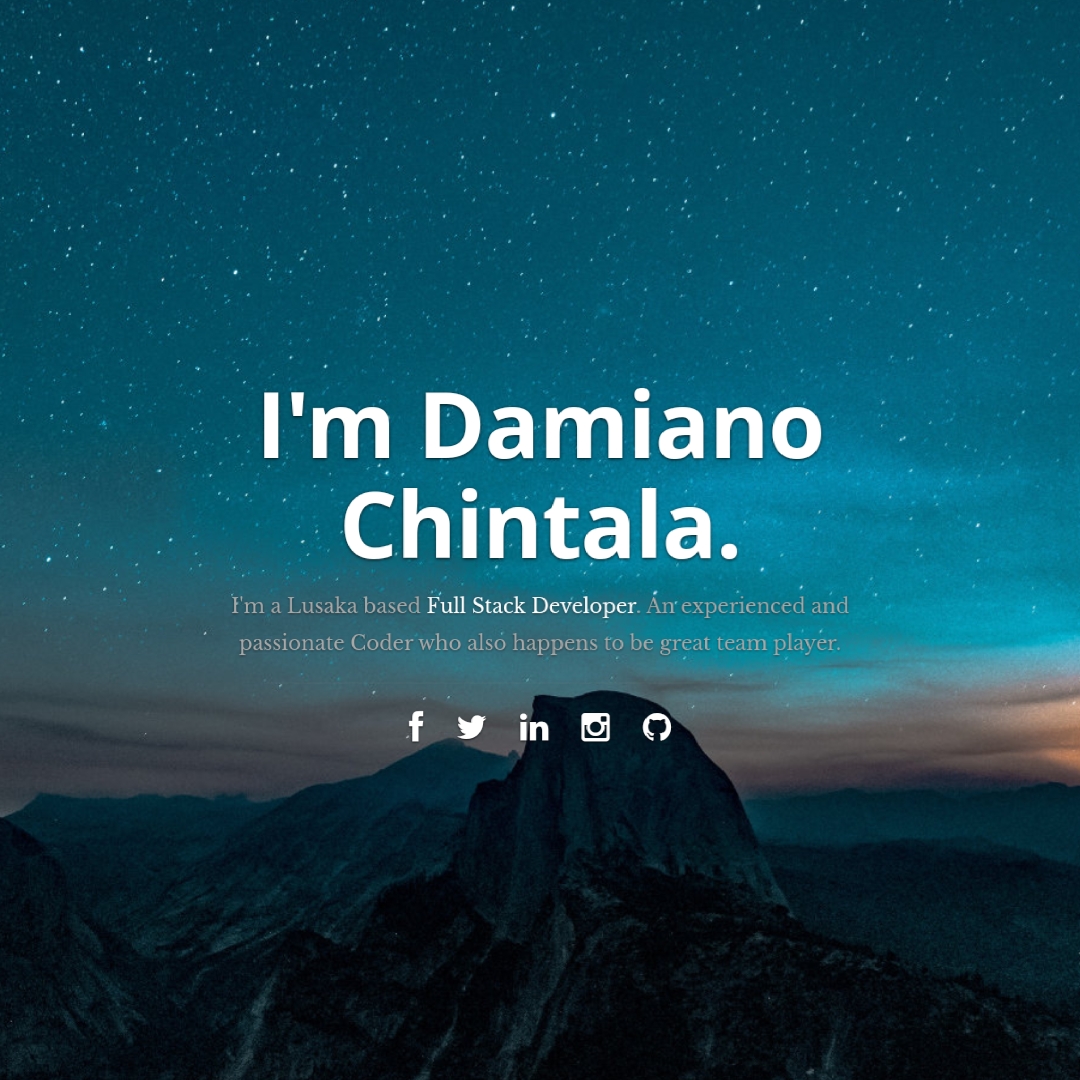 I'm Damiano
Chintala.
I'm a Lusaka based Full Stack Developer. An experienced and
passionate Coder who also happens to be great team player.